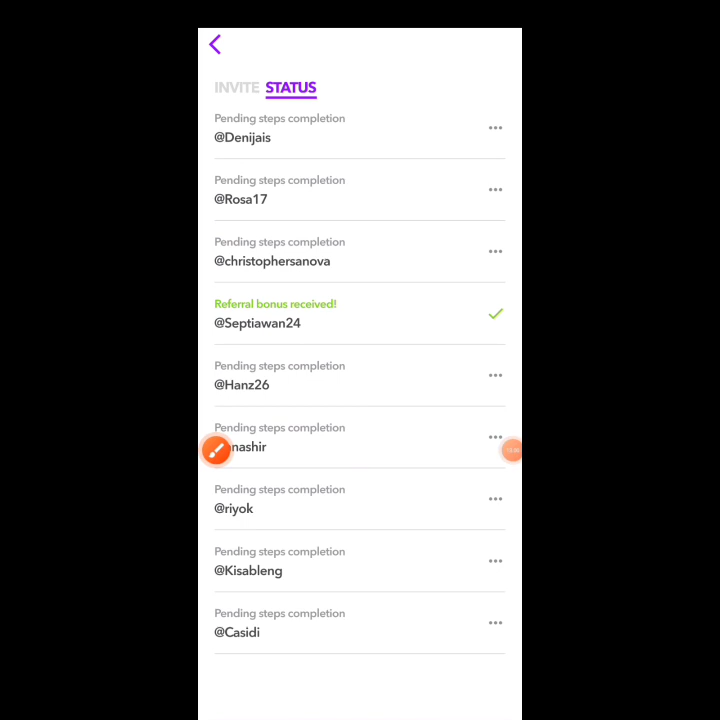 INVITE STATUS
Pending steps completion
@Denijais
Pending steps completion
@Rosa17
Pending steps completion
@christophersanova
Referral bonus received!
@Septiawan24
Pending steps completion
@Hanz26
Pending steps completion
nashir
Pending steps completion
@riyok
Pending steps completion
@Kisableng
Pending steps completion
@Casidi